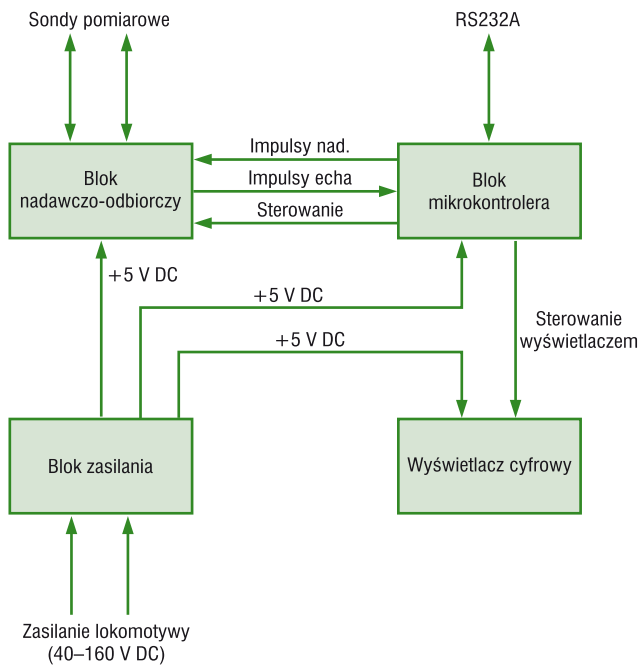 Sondy pomiarowe
RS232A
Blok
nadawczo-odbiorczy
Impulsy nad.
Impulsy echa
Sterowanie
Blok
mikrokontrolera
+5 V DC
+5 V DC
+5 V DC
Sterowanie
wyświetlaczem
Blok zasilania
Wyświetlacz cyfrowy
Zasilanie lokomotywy
(40–160 V DC)